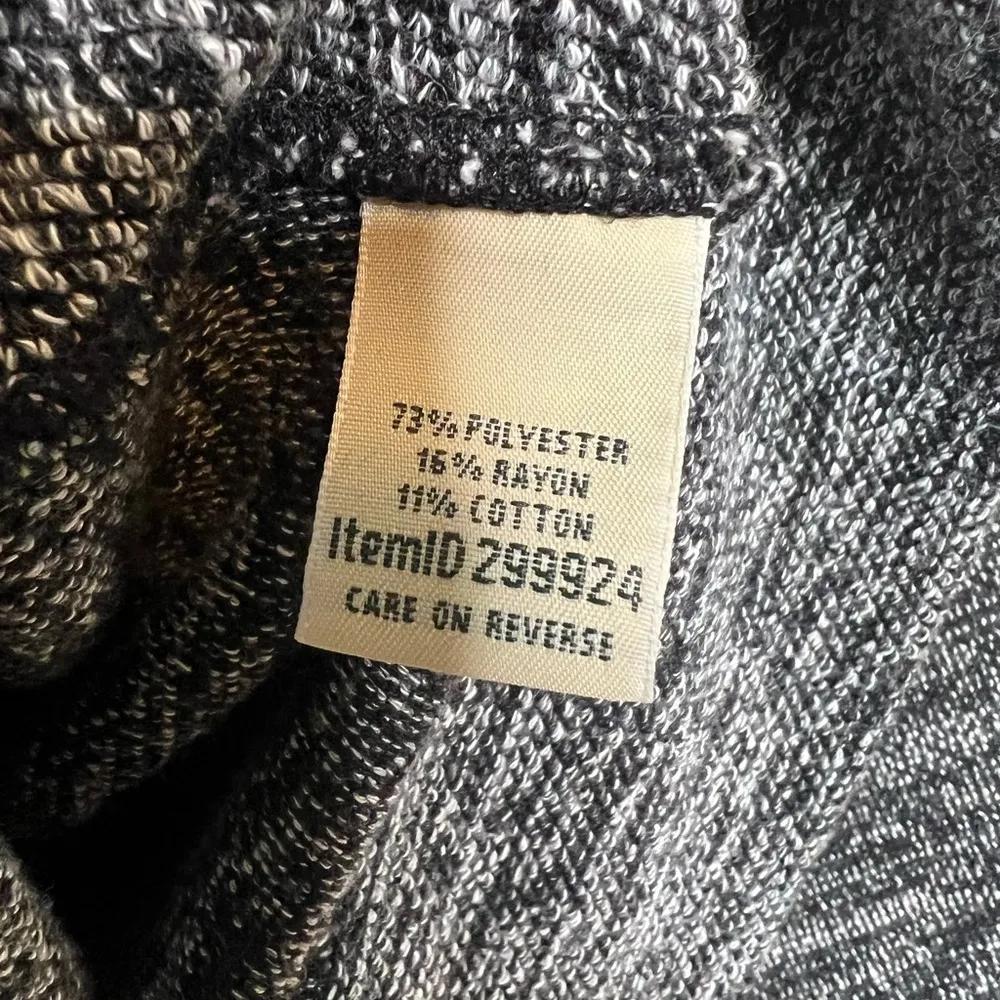 73% POLYESTER
16% RAYON
11% COTTON
ItemID 299924
CARE ON REVERSE